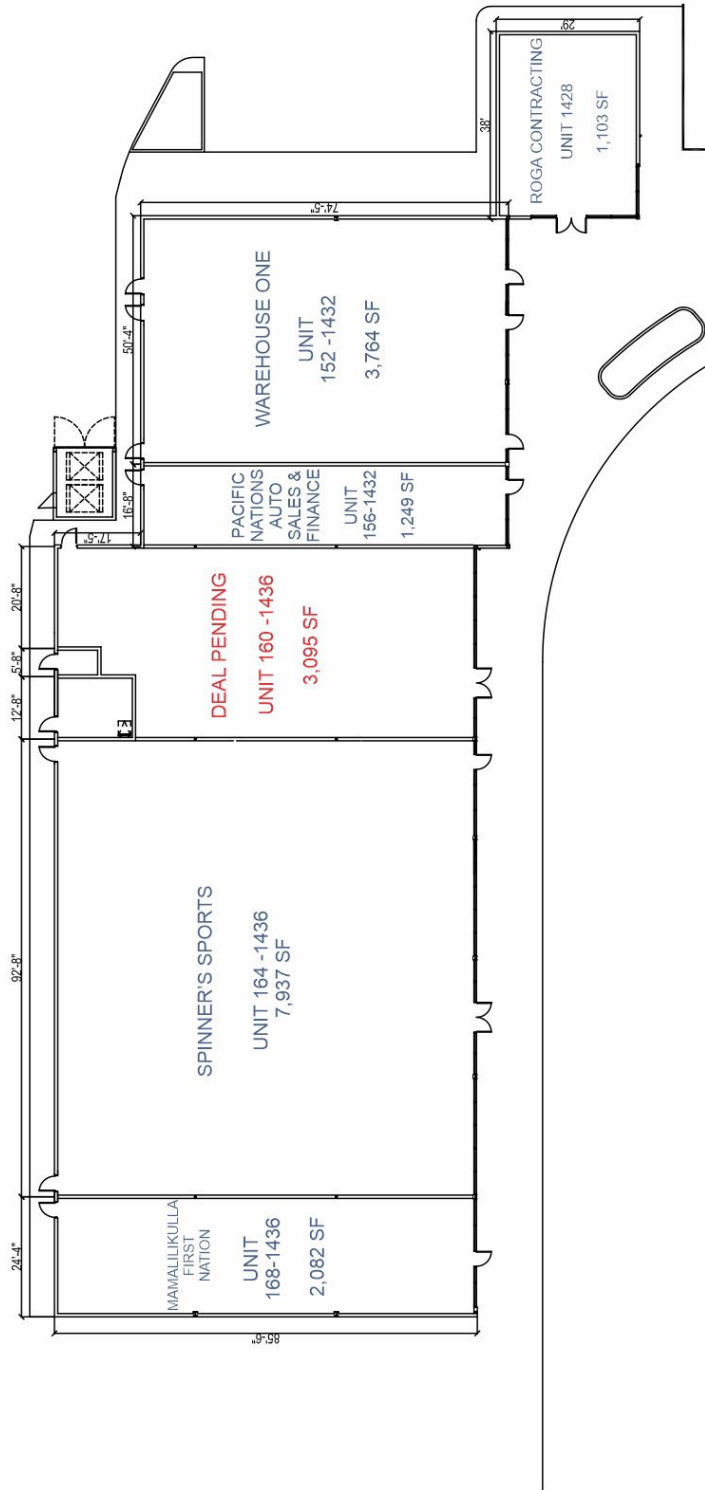 MAMALILIKULLA
FIRST
NATION
UNIT
168-1436
2,082 SF
SPINNER'S SPORTS
UNIT 164 -1436
7,937 SF
DEAL PENDING
UNIT 160 -1436
3,095 SF
PACIFIC
NATIONS
AUTO
SALES &
FINANCE
UNIT
156-1432
1,249 SF
WAREHOUSE ONE
UNIT
152 -1432
3,764 SF
ROGA CONTRACTING
UNIT 1428
1,103 SF
24'-4"
92'-8"
12'-8"
5'-8"
20'-8"
17'-5"
16'-8"
50'-4"
74'-5"
38'
29'
85'-6"